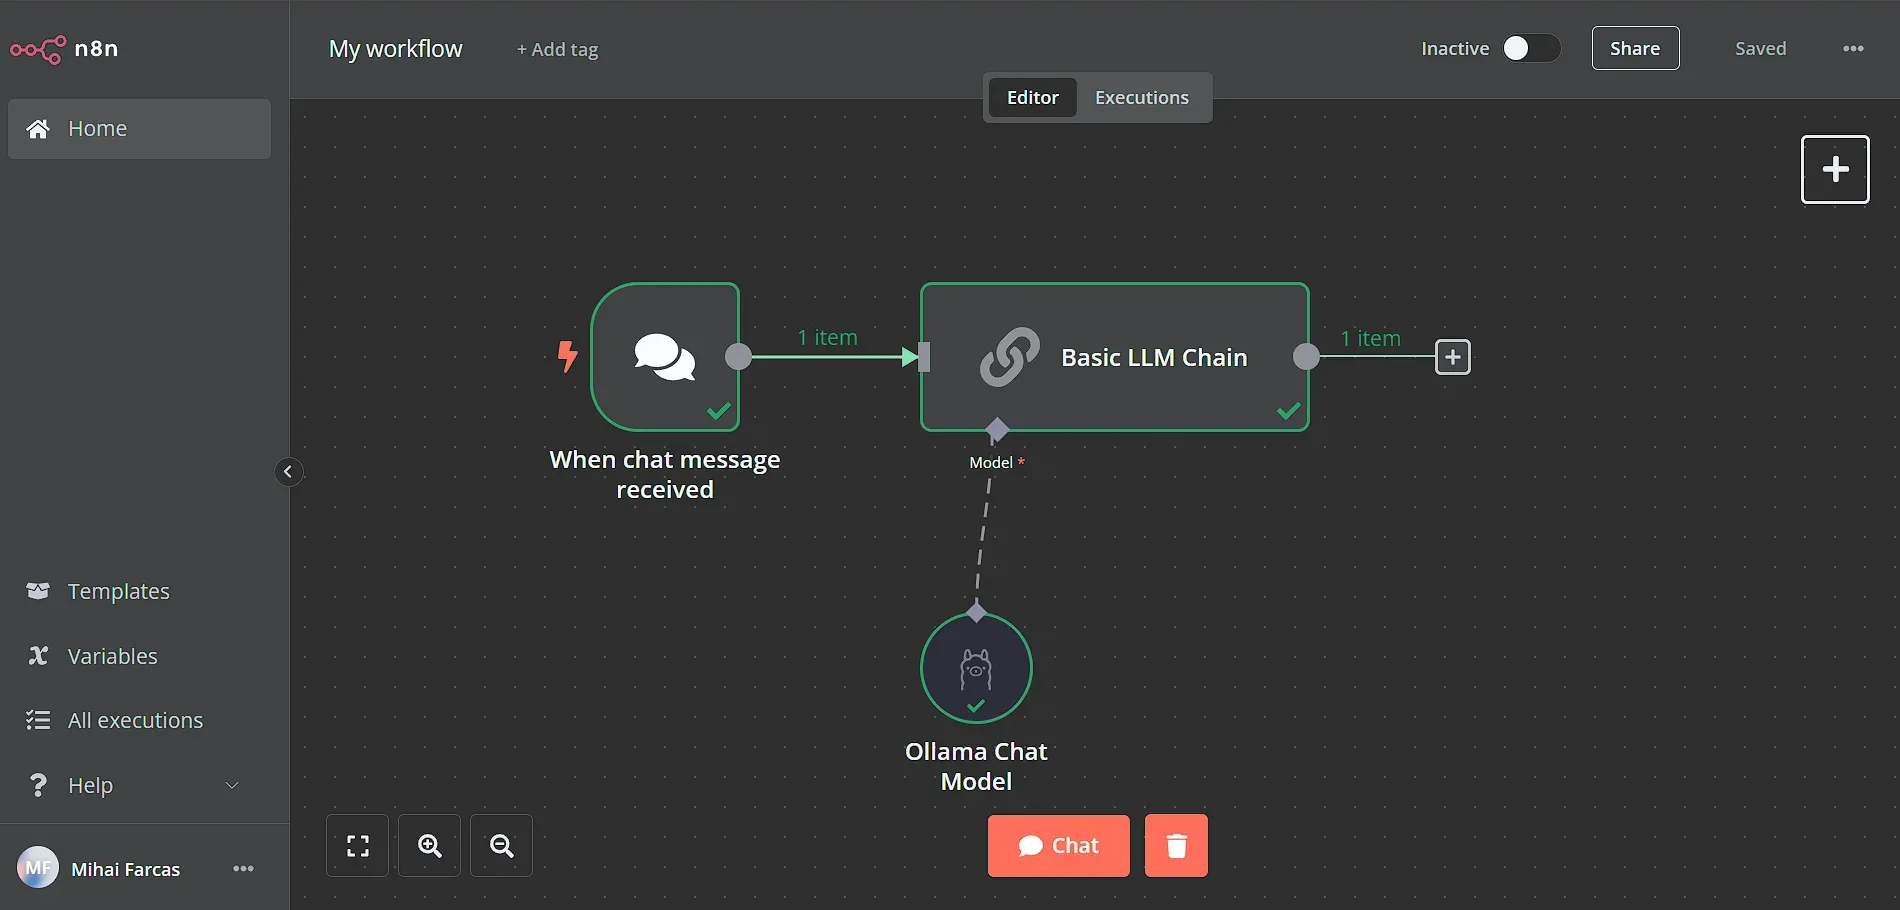 n8n
My workflow
+ Add tag
Inactive
Share
Saved
Editor
Executions
Home
1 item
Basic LLM Chain
1 item
When chat message
received
Model *
Templates
Variables
All executions
Help
Ollama Chat
Model
Chat
MF
Mihai Farcas